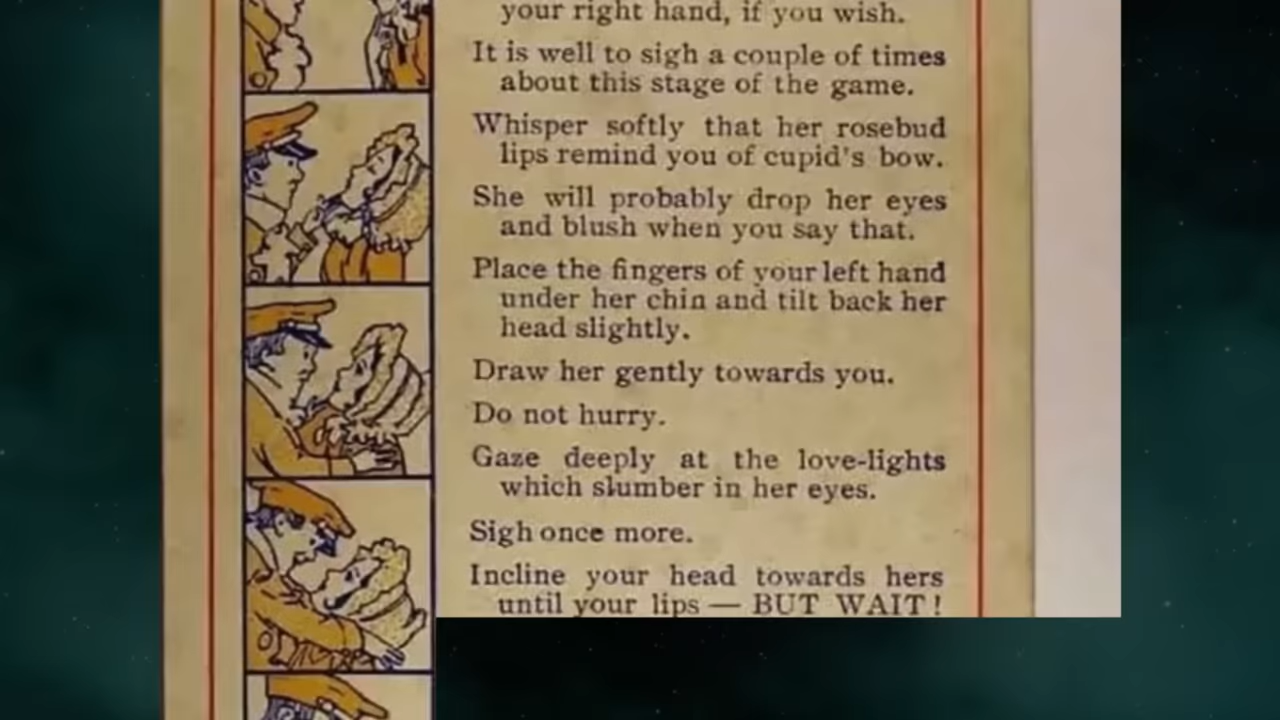 your right hand, if you wish.
It is well to sigh a couple of times
about this stage of the game.
Whisper softly that her rosebud
lips remind you of cupid's bow.
She will probably drop her eyes
and blush when you say that.
Place the fingers of your left hand
under her chin and tilt back her
head slightly.
Draw her gently towards you.
Do not hurry.
Gaze deeply at the love-lights
which slumber in her eyes.
Sigh once more.
Incline your head towards hers
until your lips — BUT WAIT!